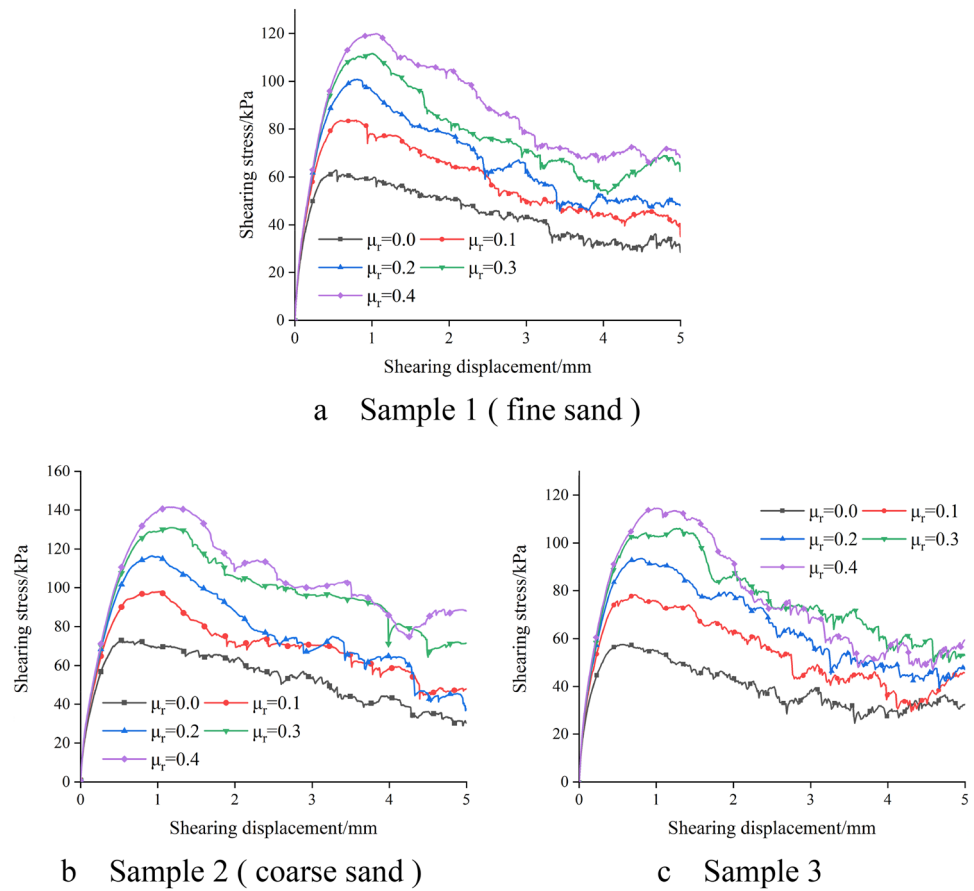 120
100
80
60
40
20
0
Shearing stress/kPa
μr=0.0 μr=0.1
μr=0.2 μr=0.3
μr=0.4
0 1 2 3 4 5
Shearing displacement/mm
a Sample 1 ( fine sand )
160
140
120
100
80
60
40
20
0
Shearing stress/kPa
μr=0.0 μr=0.1
μr=0.2 μr=0.3
μr=0.4
0 1 2 3 4 5
Shearing displacement/mm
b Sample 2 ( coarse sand )
120
100
80
60
40
20
0
Shearing stress/kPa
μr=0.0 μr=0.1
μr=0.2 μr=0.3
μr=0.4
0 1 2 3 4 5
Shearing displacement/mm
c Sample 3